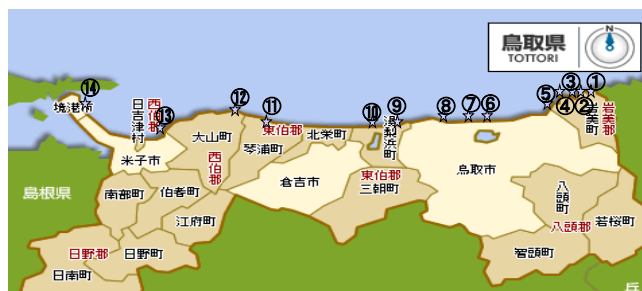 鳥取県
TOTTORI
⑭
境港市
日吉津村
西伯郡
⑬
⑫
⑪
⑩
⑨
⑧
⑦
⑥
⑤
③
①
④
②
岩美町
岩美郡
大山町
東伯郡
琴浦町
北栄町
湯梨浜町
米子市
西伯郡
倉吉市
東伯郡
三朝町
鳥取市
島根県
南部町
伯耆町
江府町
八頭町
八頭郡
若桜町
智頭町
日野郡
日野町
日南町
兵